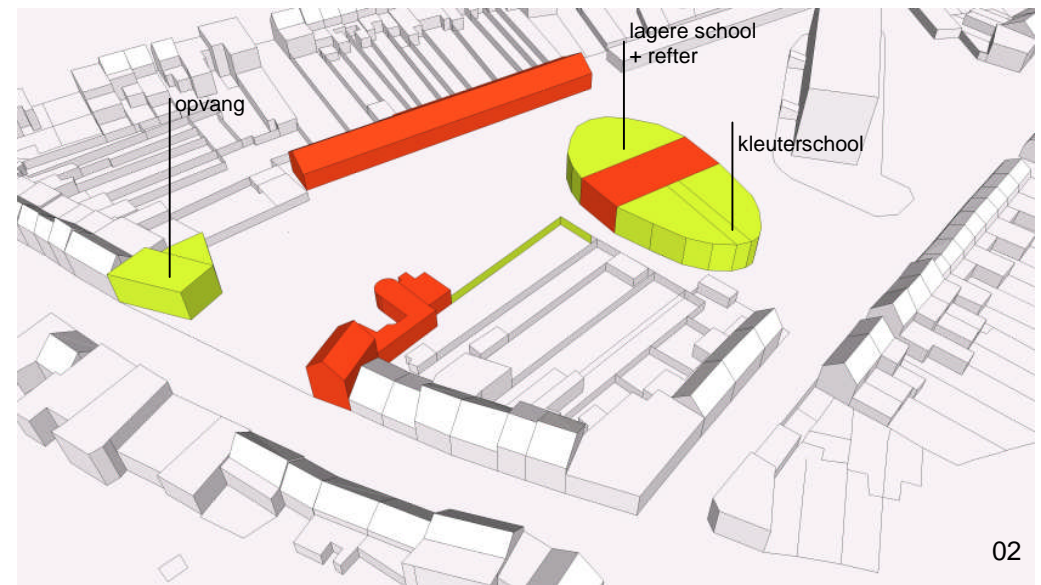 lagere school
+ refter
opvang
kleuterschool
02